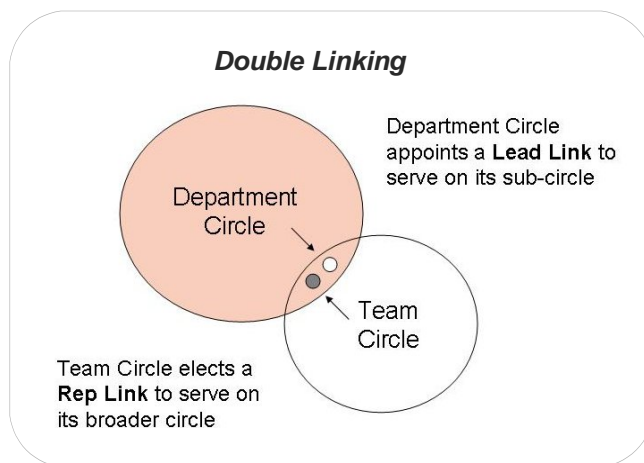 Double Linking
Department Circle
appoints a Lead Link to
serve on its sub-circle
Department
Circle
Team
Circle
Team Circle elects a
Rep Link to serve on
its broader circle